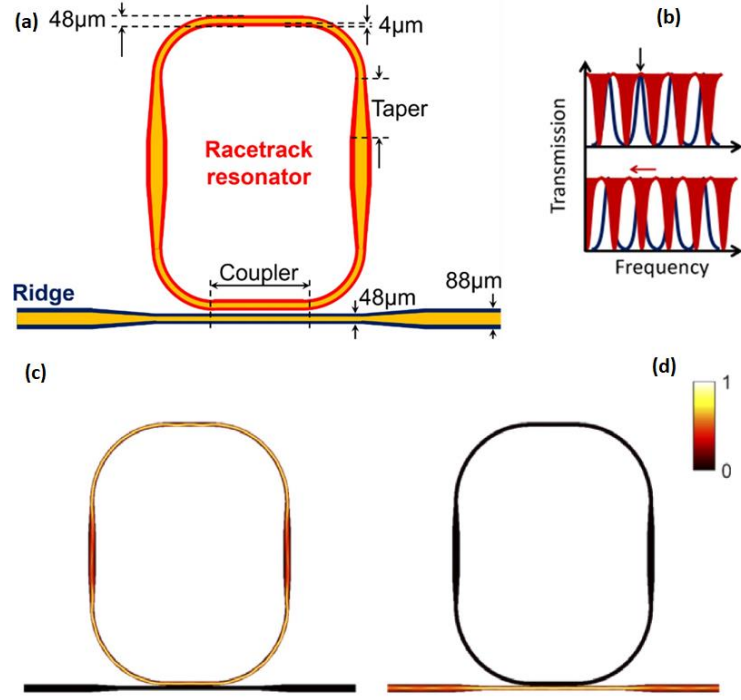 (a)
48µm
4µm
Taper
Racetrack
resonator
Coupler
Ridge
48µm
88µm
(b)
Transmission
Frequency
(c)
(d)
1
0